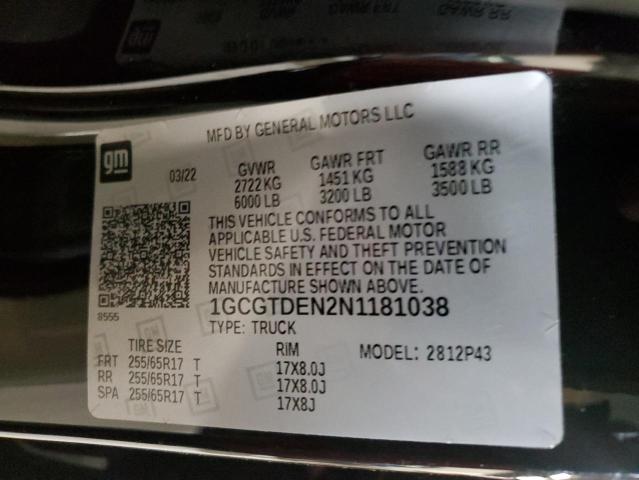 MFD BY GENERAL MOTORS LLC
gm
03/22
GVWR GAWR FRT GAWR RR
2722 KG 1451 KG 1588 KG
6000 LB 3200 LB 3500 LB
THIS VEHICLE CONFORMS TO ALL
APPLICABLE U.S. FEDERAL MOTOR
VEHICLE SAFETY AND THEFT PREVENTION
STANDARDS IN EFFECT ON THE DATE OF
MANUFACTURE SHOWN ABOVE.
8555
1GCGTDEN2N1181038
TYPE: TRUCK
TIRE SIZE RIM MODEL: 2812P43
FRT 255/65R17 T 17X8.0J
RR 255/65R17 T 17X8.0J
SPA 255/65R17 T 17X8J